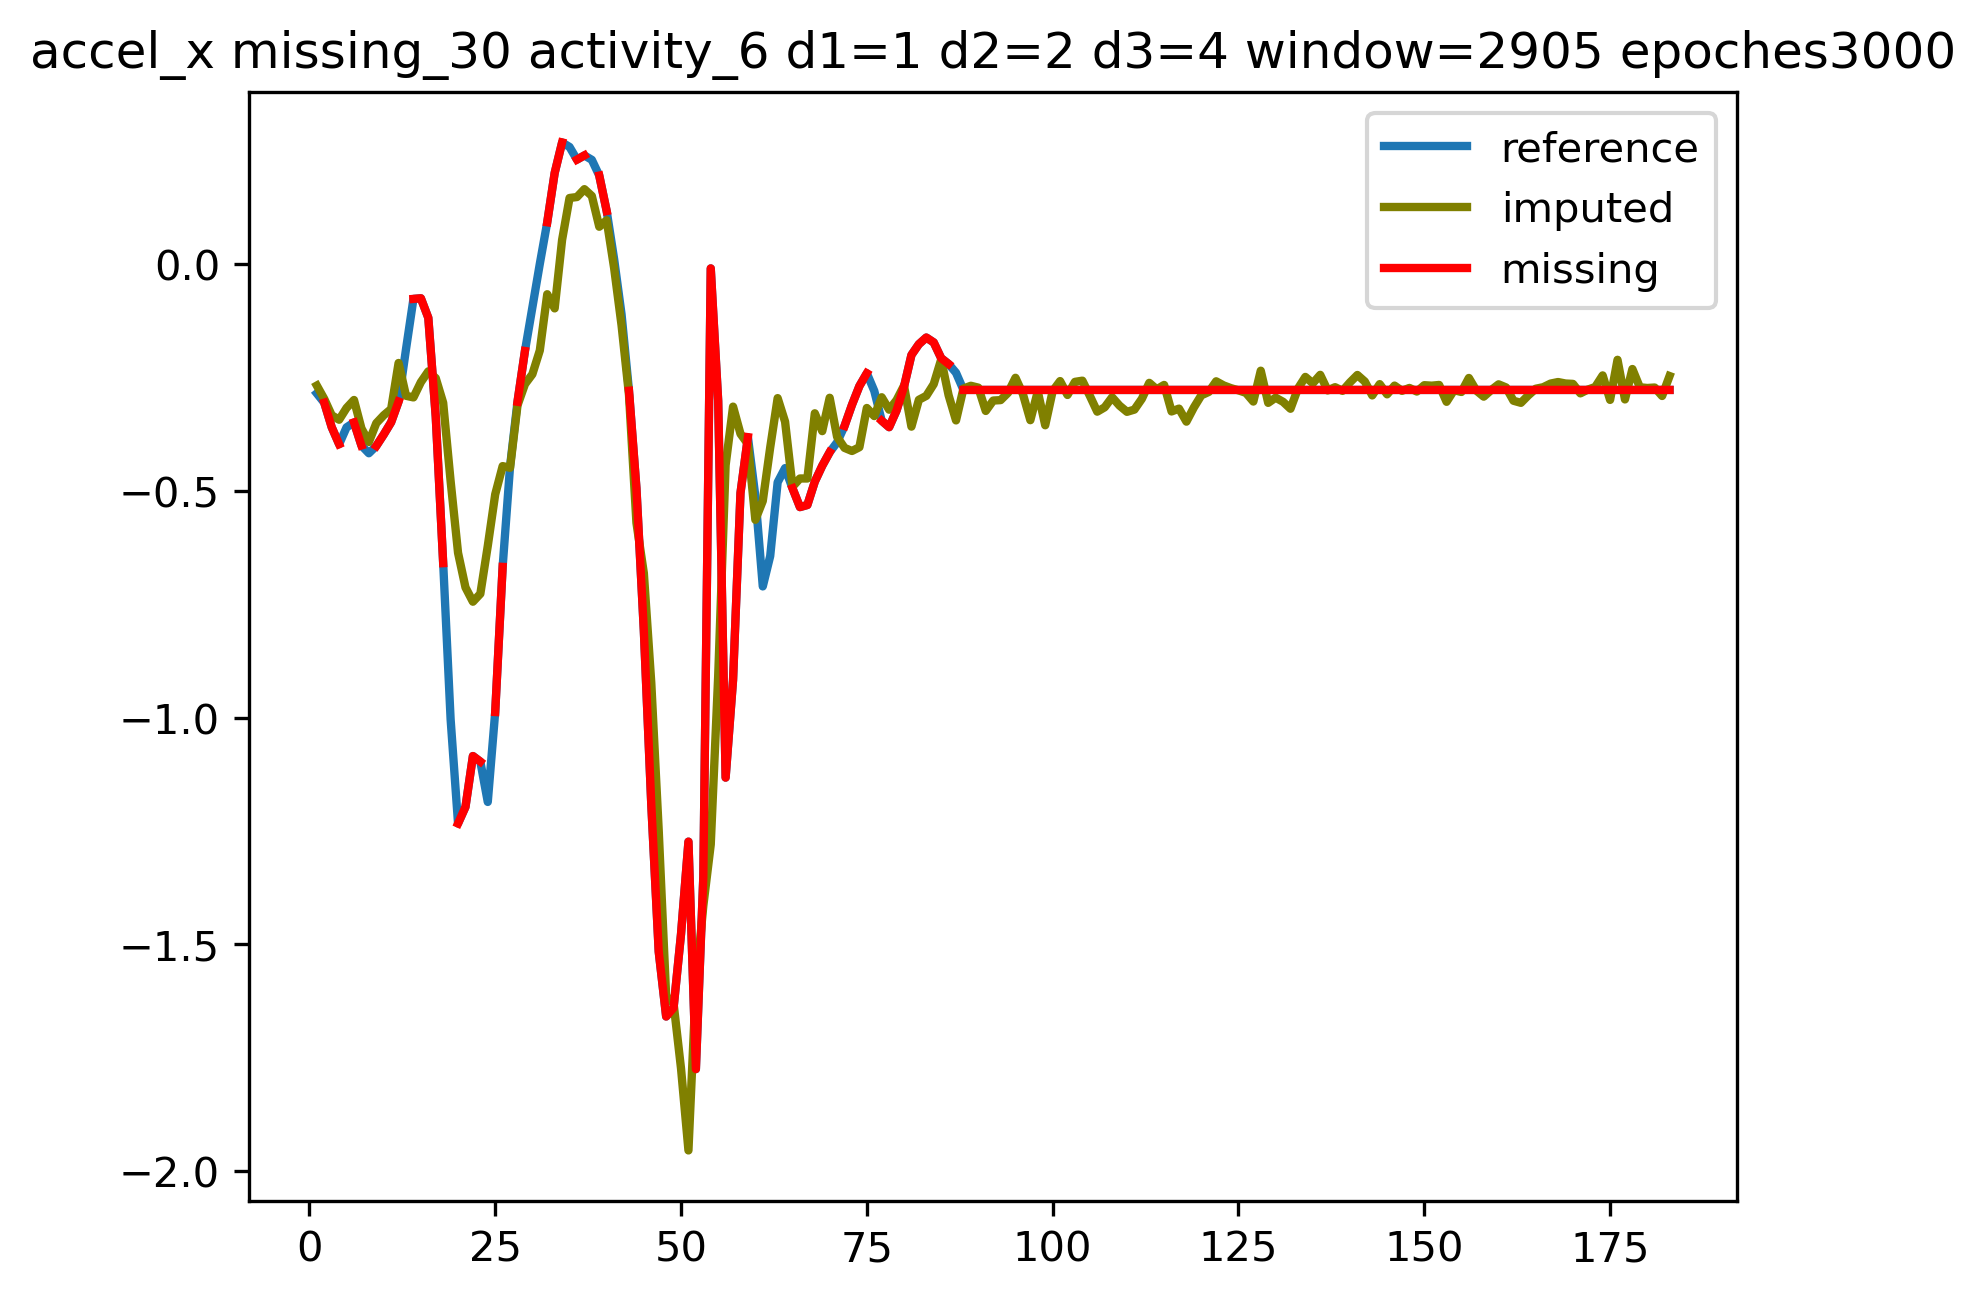 accel_x missing_30 activity_6 d1=1 d2=2 d3=4 window=2905 epoches3000
reference
imputed
missing
0.0
−0.5
−1.0
−1.5
−2.0
0 25 50 75 100 125 150 175